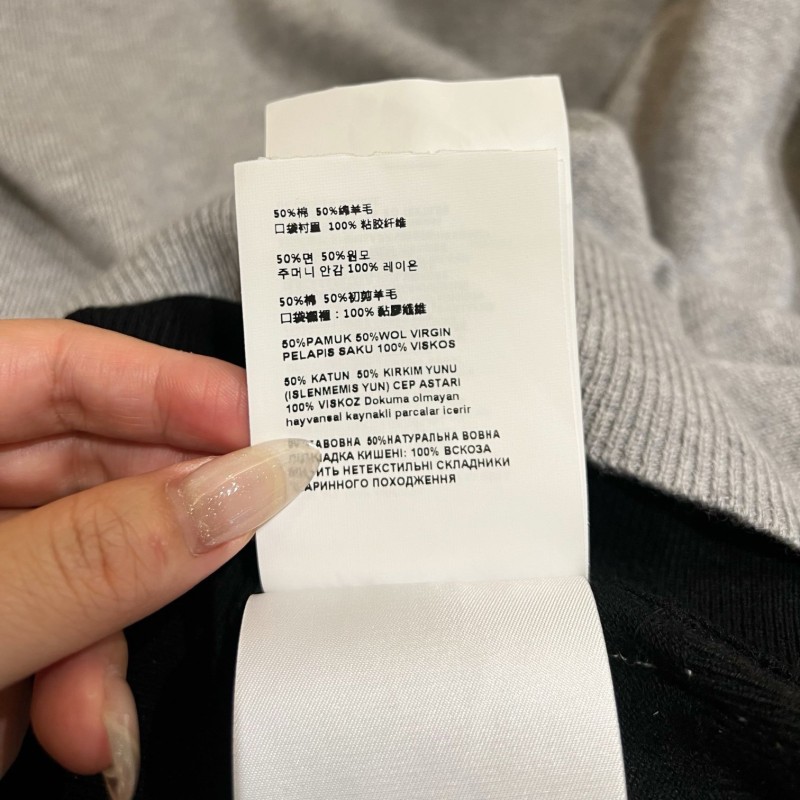 50%棉 50%綿羊毛
口袋衬里 100% 粘胶纤维
50%면 50%원모
주머니 안감 100% 레이온
50%棉 50%初剪羊毛
口袋襯裡：100% 黏膠纖維
50%PAMUK 50%WOL VIRGIN
PELAPIS SAKU 100% VISKOS
50% KATUN 50% KIRKIM YUNU
(ISLENMEMIS YUN) CEP ASTARI
100% VISKOZ Dokuma olmayan
hayvansal kaynakli parcalar icerir
50%НАТУРАЛЬНА ВОВНА
КИШЕНІ: 100% ВСКОЗА
НЕТЕКСТИЛЬНІ СКЛАДНИКИ
ПОХОДЖЕННЯ